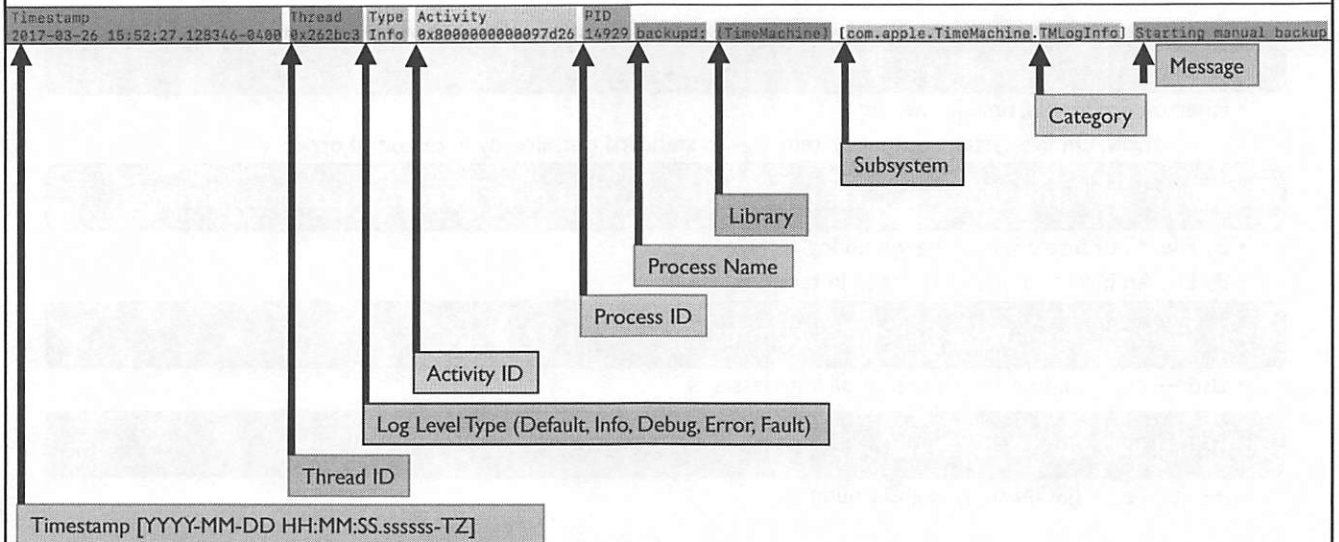 Timestamp Thread Type Activity PID
2017-03-26 15:52:27.128346-0400 0x262bc3 Info 0x8000000000097d26 14929 backupd: (TimeMachine) [com.apple.TimeMachine.TMLogInfo] Starting manual backup
Message
Category
Subsystem
Library
Process Name
Process ID
Activity ID
Log Level Type (Default, Info, Debug, Error, Fault)
Thread ID
Timestamp [YYYY-MM-DD HH:MM:SS.ssssss-TZ]